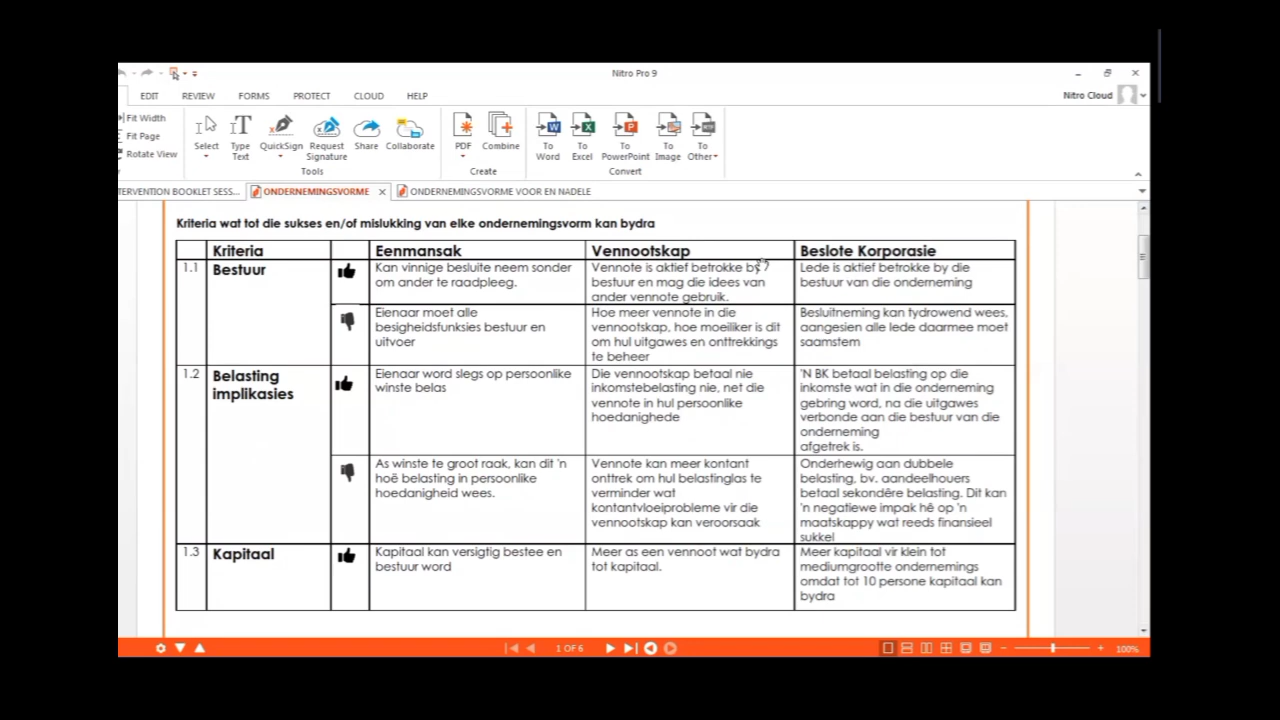 Nitro Pro 9
EDIT REVIEW FORMS PROTECT CLOUD HELP
Nitro Cloud
Fit Width
Fit Page
Rotate View
Select
Type Text
QuickSign
Request Signature
Share
Collaborate
Tools
PDF
Combine
Create
To Word
To Excel
To PowerPoint
To Image
To Other
Convert
TERVENTION BOOKLET SESS...
ONDERNEMINGSVORME
ONDERNEMINGSVORME VOOR EN NADELE
Kriteria wat tot die sukses en/of mislukking van elke ondernemingsvorm kan bydra
Kriteria
Eenmansak
Vennootskap
Beslote Korporasie
1.1
Bestuur
Kan vinnige besluite neem sonder
om ander te raadpleeg.
Vennote is aktief betrokke by
bestuur en mag die idees van
ander vennote gebruik.
Lede is aktief betrokke by die
bestuur van die onderneming
Eienaar moet alle
besigheidsfunksies bestuur en
uitvoer
Hoe meer vennote in die
vennootskap, hoe moeiliker is dit
om hul uitgawes en onttrekkings
te beheer
Besluitneming kan tydrowend wees,
aangesien alle lede daarmee moet
saamstem
1.2
Belasting
implikasies
Eienaar word slegs op persoonlike
winste belas
Die vennootskap betaal nie
inkomstebelasting nie, net die
vennote in hul persoonlike
hoedanighede
'N BK betaal belasting op die
inkomste wat in die onderneming
gebring word, na die uitgawes
verbonde aan die bestuur van die
onderneming
afgetrek is.
As winste te groot raak, kan dit 'n
hoë belasting in persoonlike
hoedanigheid wees.
Vennote kan meer kontant
onttrek om hul belastinglas te
verminder wat
kontantvloeiprobleme vir die
vennootskap kan veroorsaak
Onderhewig aan dubbele
belasting, bv. aandeelhouers
betaal sekondêre belasting. Dit kan
'n negatiewe impak hê op 'n
maatskappy wat reeds finansieel
sukkel
1.3
Kapitaal
Kapitaal kan versigtig bestee en
bestuur word
Meer as een vennoot wat bydra
tot kapitaal.
Meer kapitaal vir klein tot
mediumgrootte ondernemings
omdat tot 10 persone kapitaal kan
bydra
1 OF 6
100%